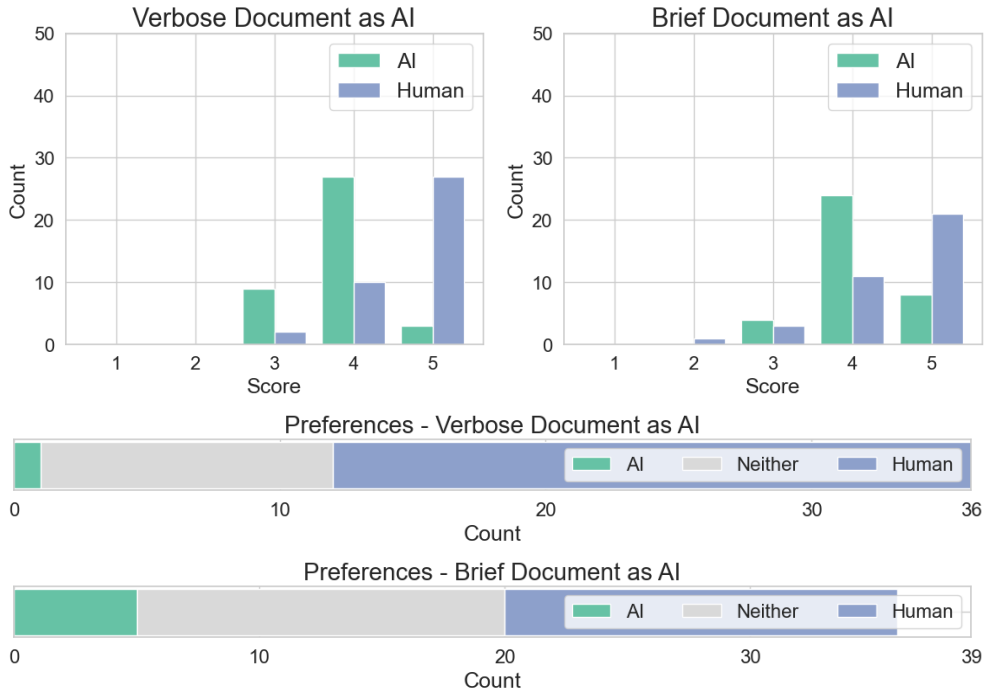 Verbose Document as AI
50
40
30
20
10
0
Count
AI
Human
1 2 3 4 5
Score
Brief Document as AI
50
40
30
20
10
0
Count
AI
Human
1 2 3 4 5
Score
Preferences - Verbose Document as AI
AI Neither Human
0 10 20 30 36
Count
Preferences - Brief Document as AI
AI Neither Human
0 10 20 30 39
Count